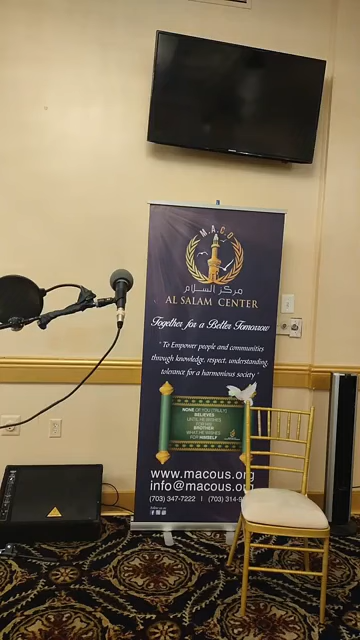 M.A.C.O
مركز السلام
AL SALAM CENTER
Together for a Better Tomorrow
" To Empower people and communities
through knowledge, respect, understanding,
tolerance for a harmonious society "
NONE OF YOU TRULY
BELIEVES
UNTIL HE WISHES
FOR HIS
BROTHER
WHAT HE WISHES
FOR HIMSELF
www.macous.org
info@macous.o
(703) 347-7222 | (703) 314-